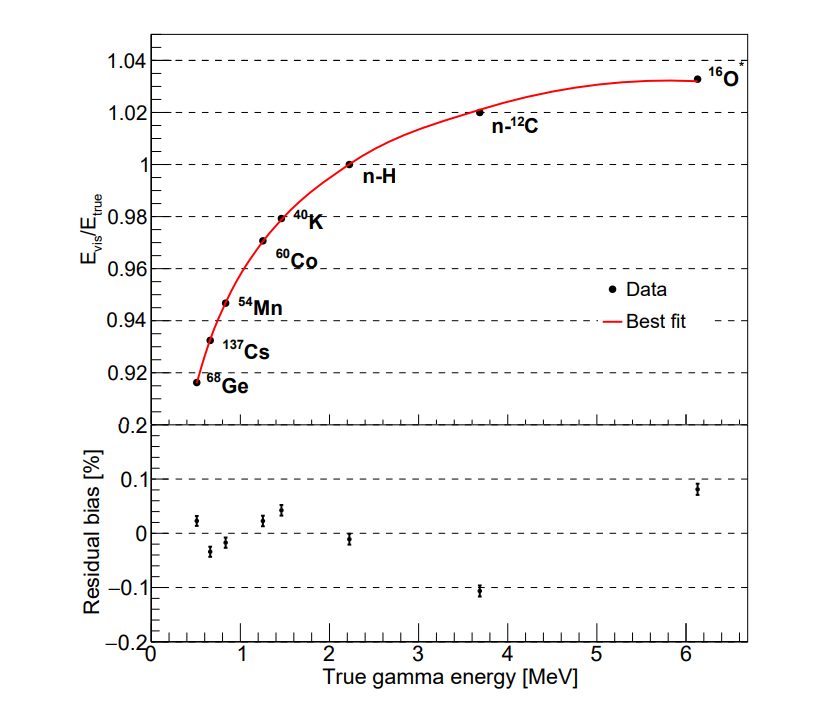 1.04
1.02
1
0.98
0.96
0.94
0.92
E_vis/E_true
¹⁶O*
n-¹²C
n-H
⁴⁰K
⁶⁰Co
⁵⁴Mn
¹³⁷Cs
⁶⁸Ge
Data
Best fit
0.2
0.1
0
−0.1
−0.2
Residual bias [%]
0 1 2 3 4 5 6
True gamma energy [MeV]